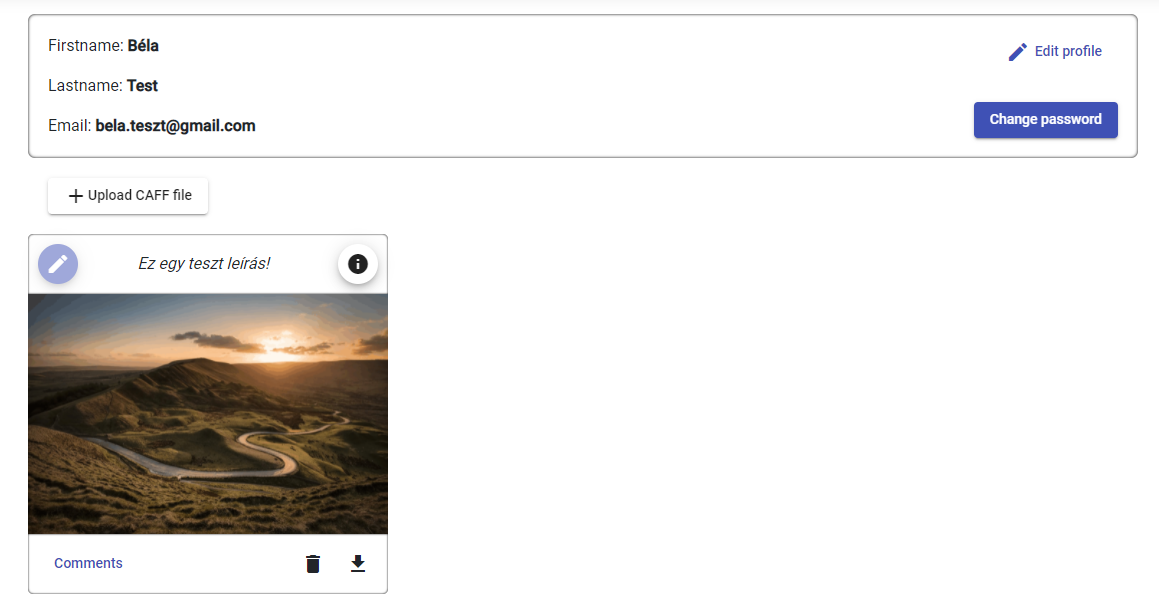 Firstname: Béla
Edit profile
Lastname: Test
Change password
Email: bela.teszt@gmail.com
Upload CAFF file
Ez egy teszt leírás!
Comments